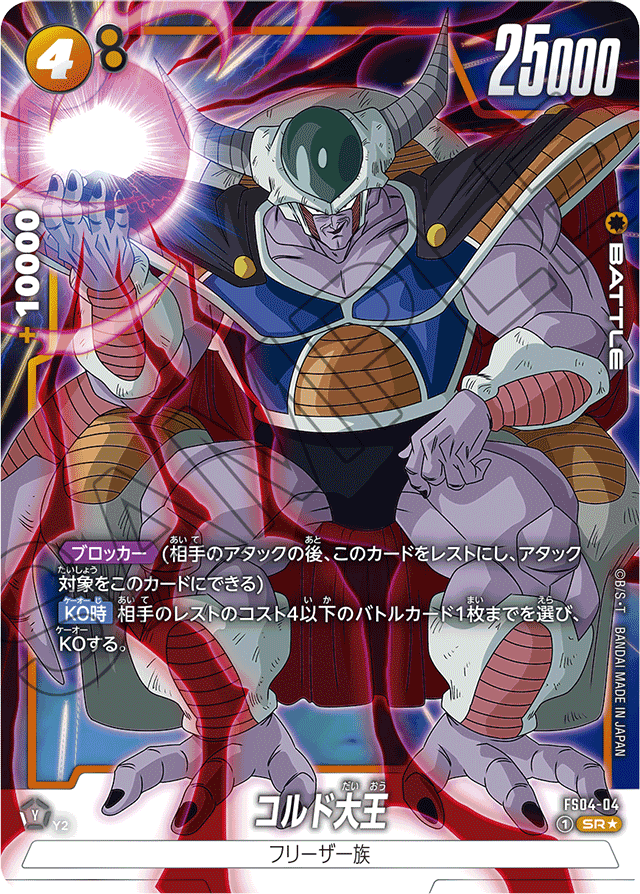 4
25000
+10000
BATTLE
SAMPLE
ブロッカー (相手のアタックの後、このカードをレストにし、アタック
対象をこのカードにできる)
KO時 相手のレストのコスト4以下のバトルカード1枚までを選び、
KOする。
©B/S・T BANDAI MADE IN JAPAN
Y
Y2
コルド大王
FS04-04
1 SR★
フリーザー族